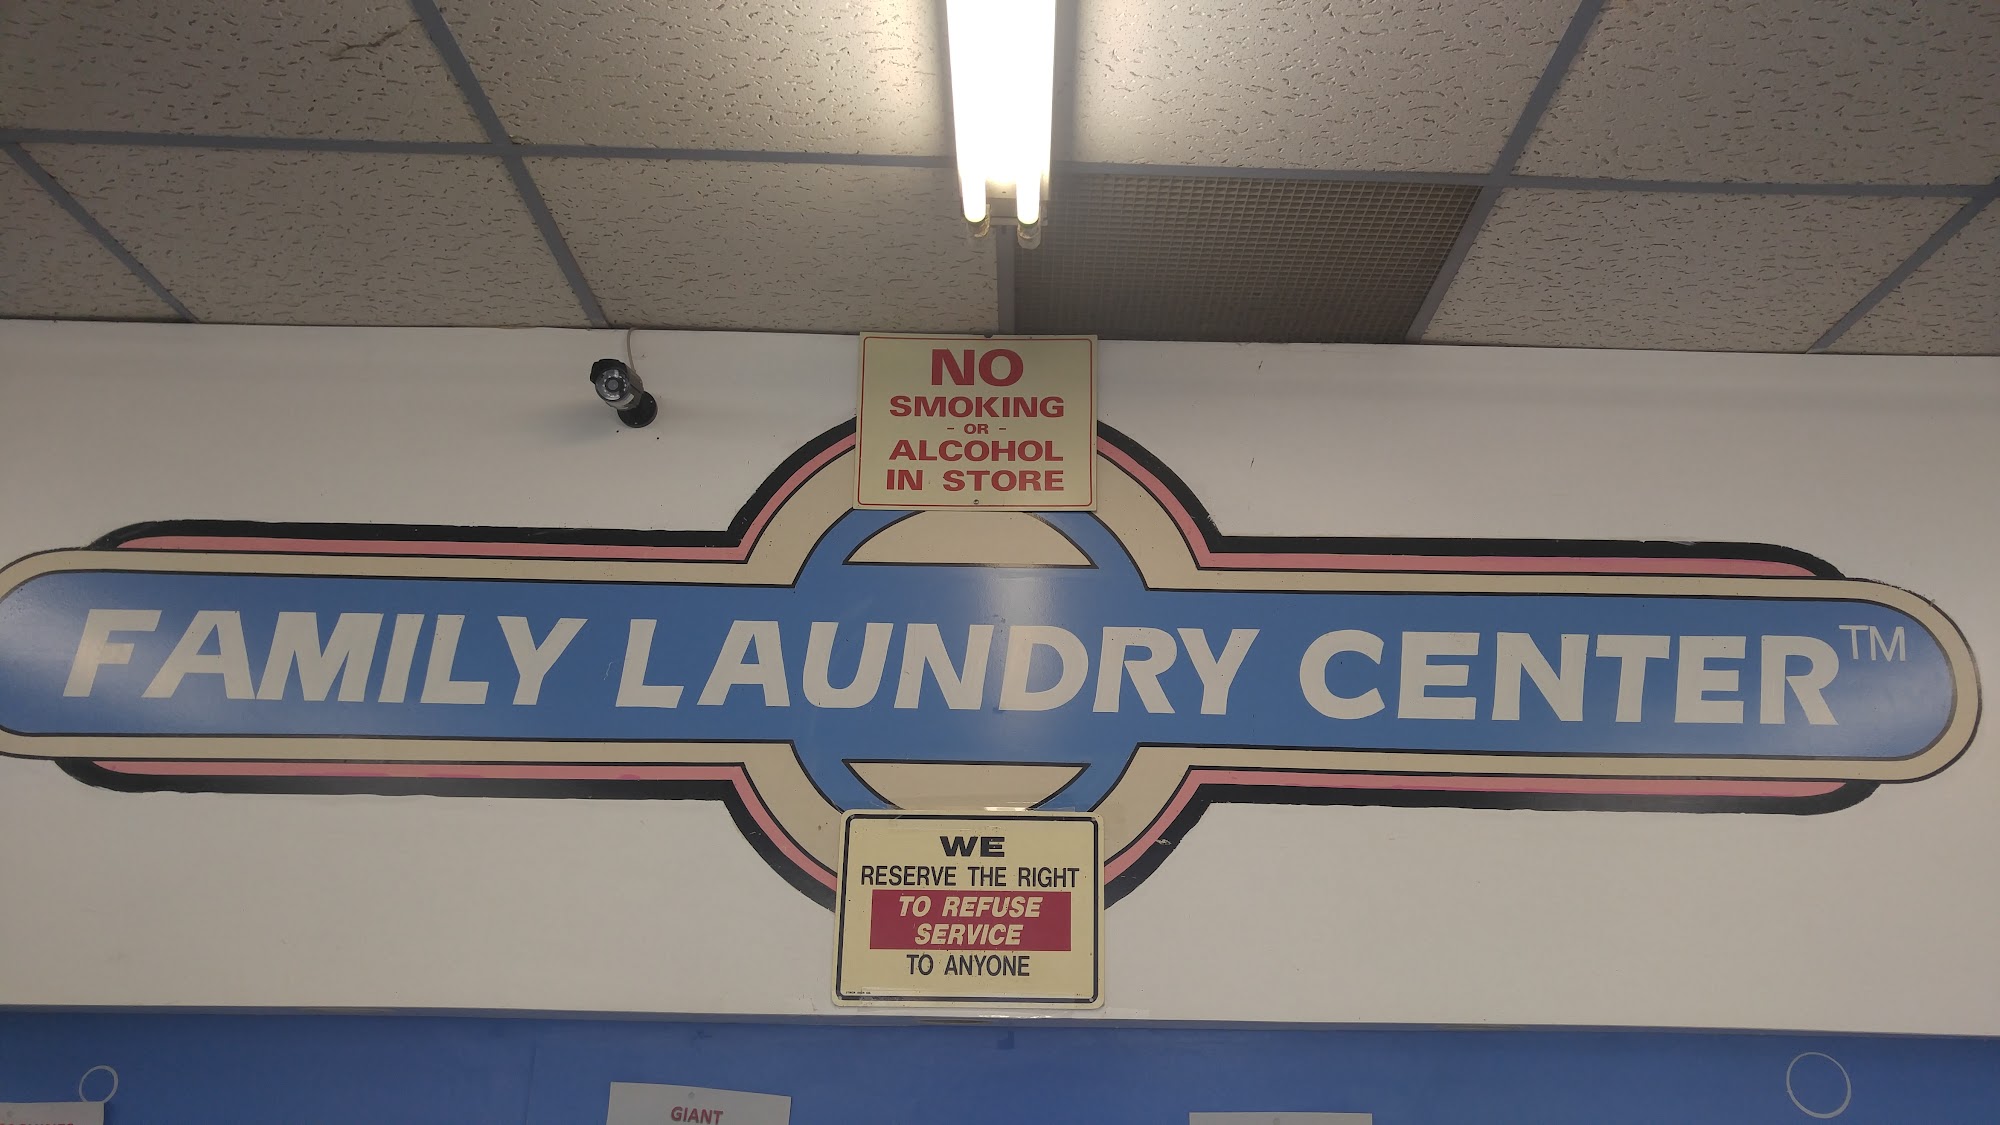 NO
SMOKING
- OR -
ALCOHOL
IN STORE
FAMILY LAUNDRY CENTER™
WE
RESERVE THE RIGHT
TO REFUSE
SERVICE
TO ANYONE
GIANT